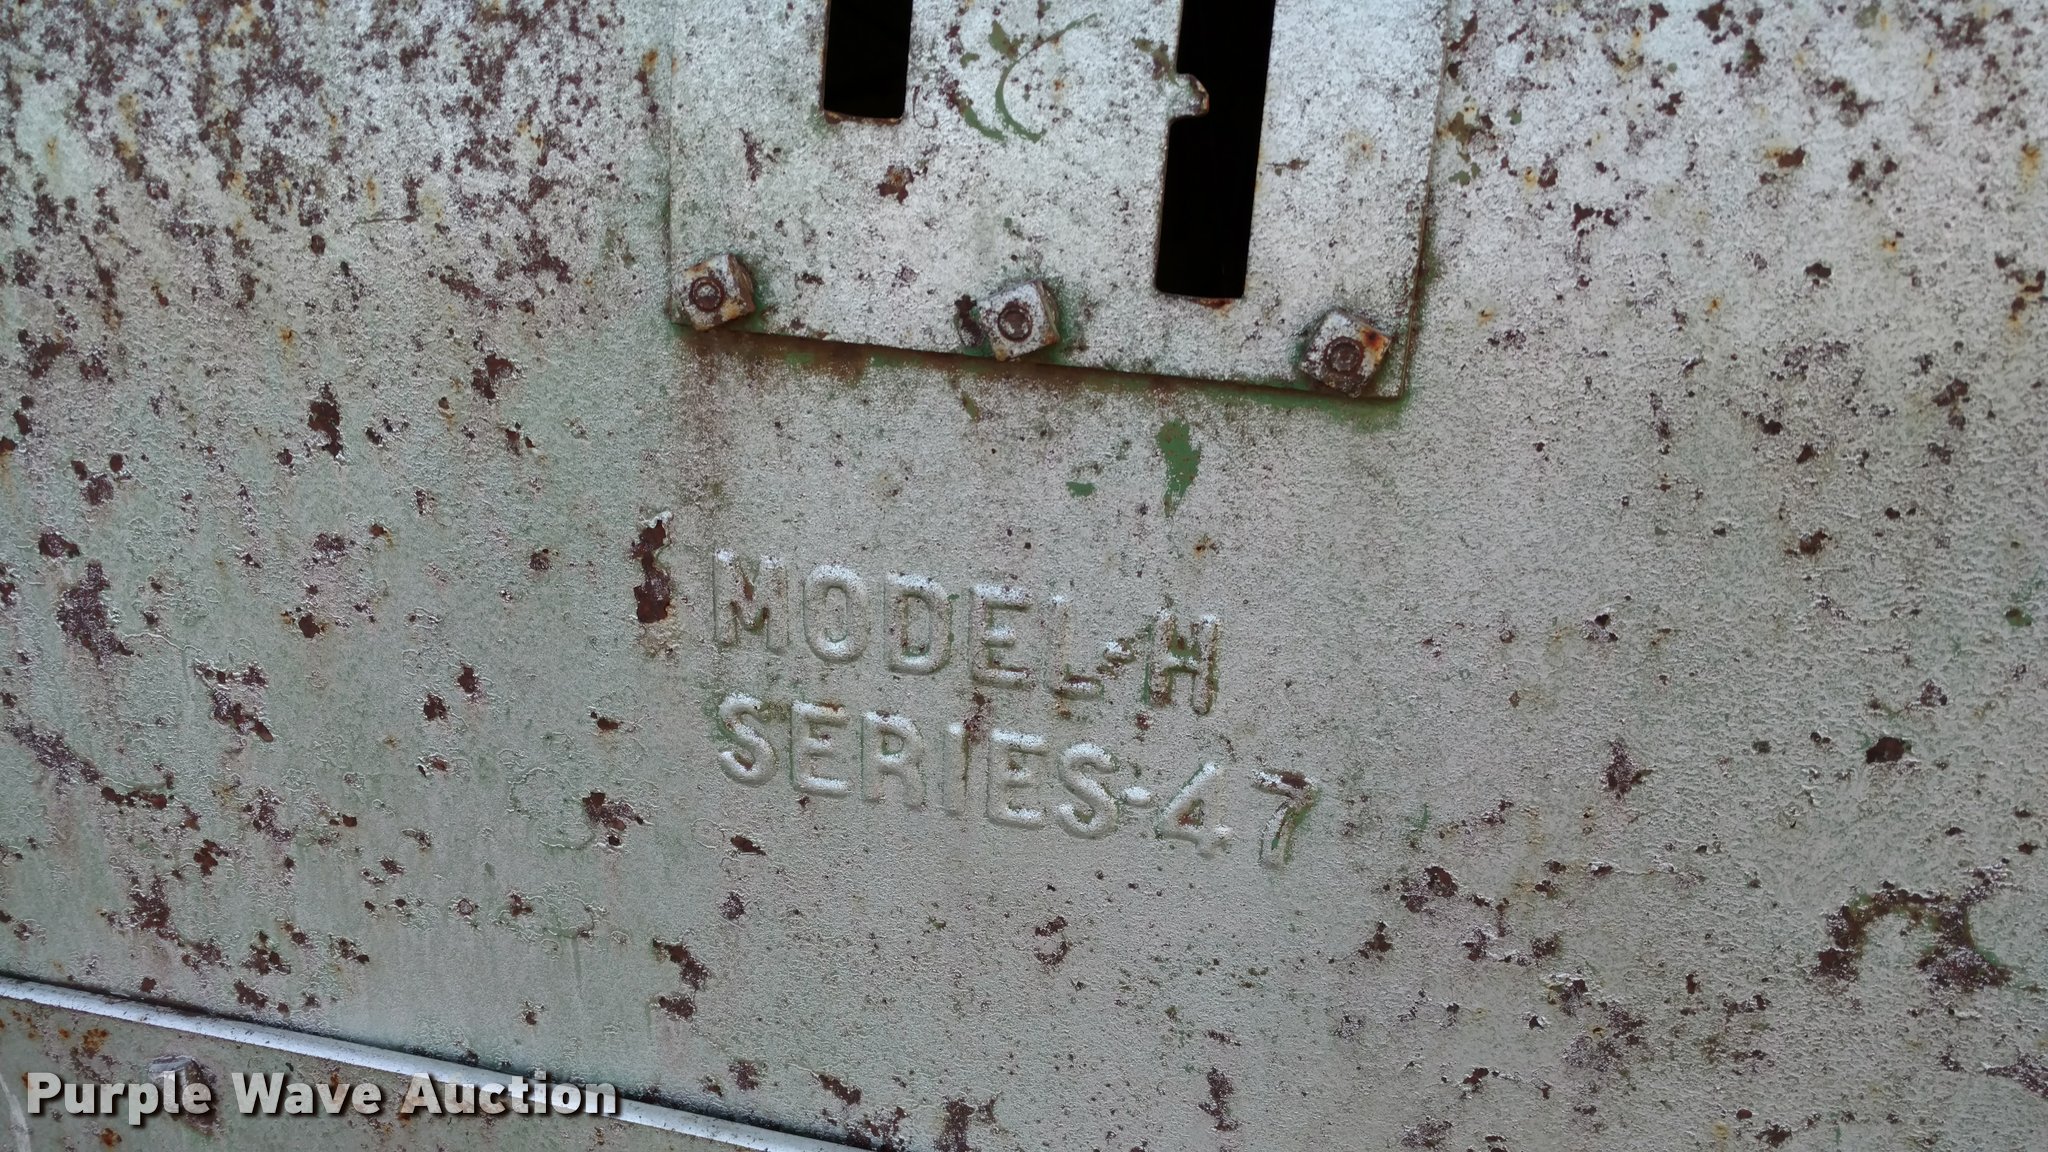 MODEL-H
SERIES-47
Purple Wave Auction